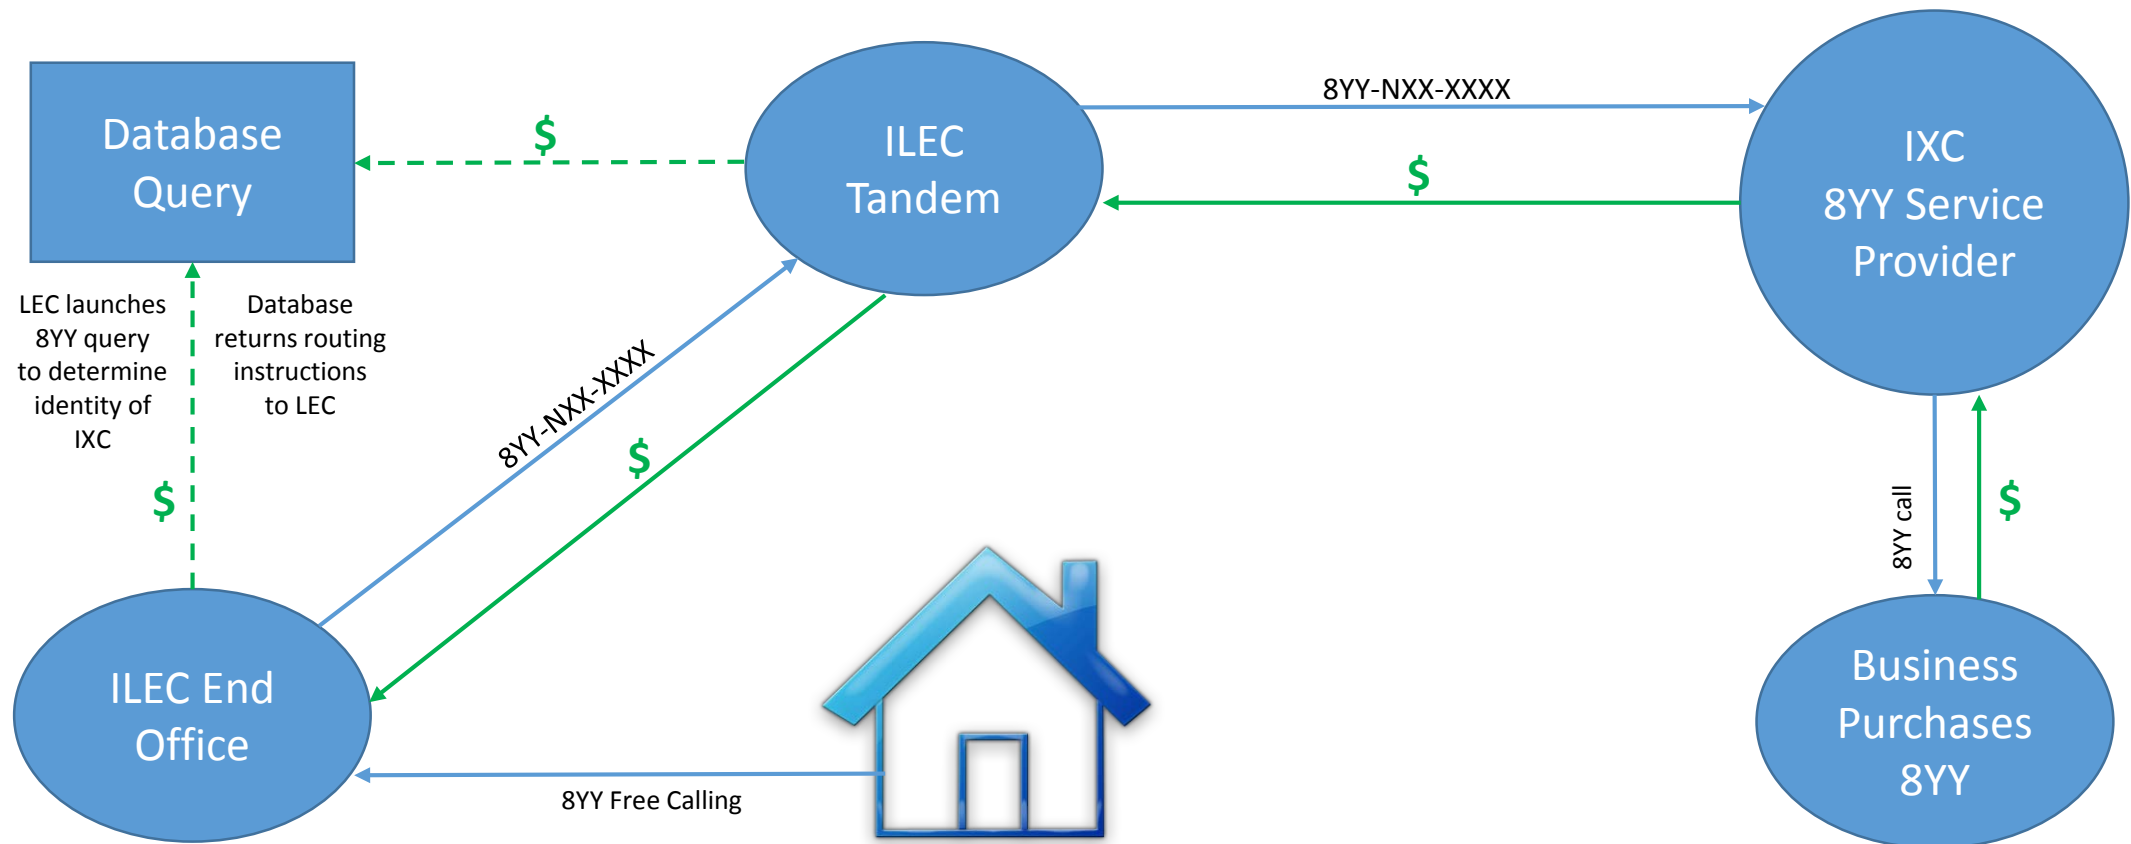 Database
Query
$
ILEC
Tandem
8YY-NXX-XXXX
$
IXC
8YY Service
Provider
LEC launches
8YY query
to determine
identity of
IXC
Database
returns routing
instructions
to LEC
$
8YY-NXX-XXXX
$
8YY call
$
ILEC End
Office
8YY Free Calling
Business
Purchases
8YY